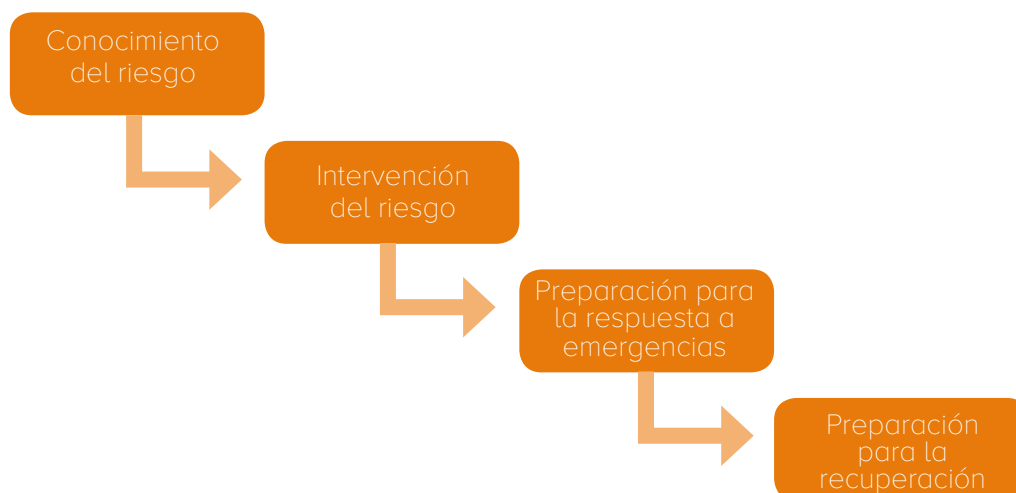 Conocimiento
del riesgo
Intervención
del riesgo
Preparación para
la respuesta a
emergencias
Preparación
para la
recuperación